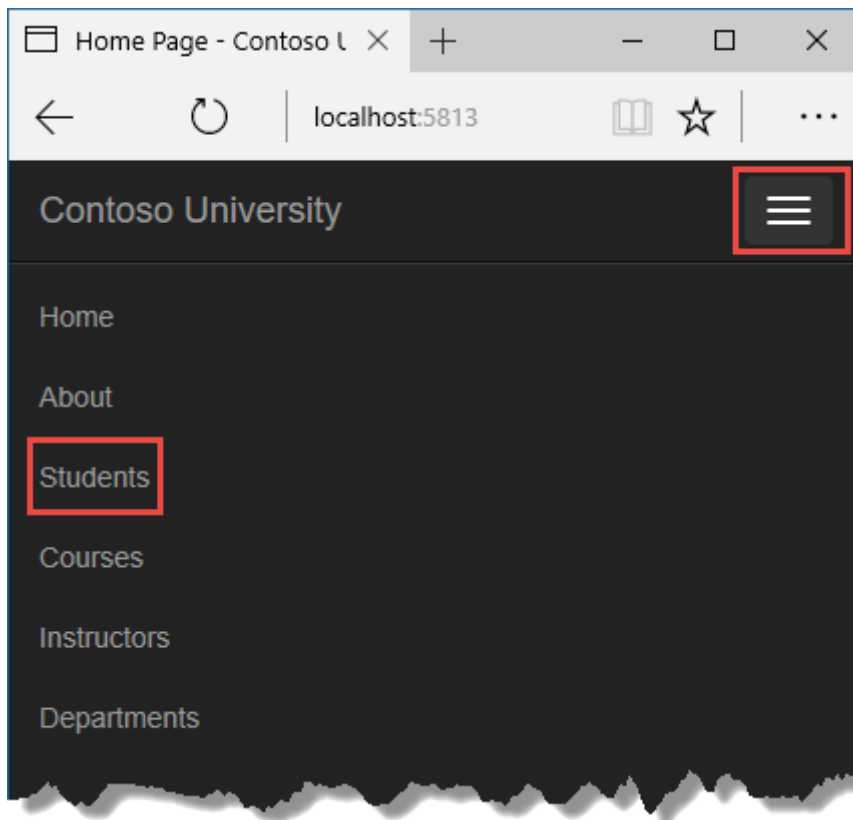 Home Page - Contoso U
localhost:5813
Contoso University
Home
About
Students
Courses
Instructors
Departments